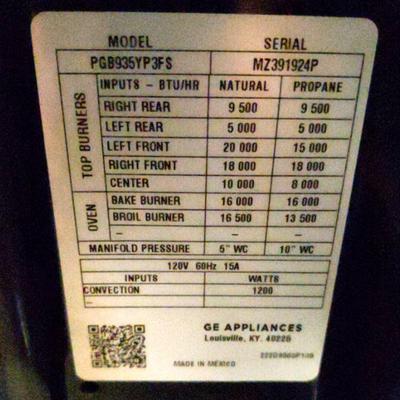 MODEL SERIAL
PGB935YP3FS MZ391924P
TOP BURNERS
INPUTS - BTU/HR NATURAL PROPANE
RIGHT REAR 9 500 9 500
LEFT REAR 5 000 5 000
LEFT FRONT 20 000 15 000
RIGHT FRONT 18 000 18 000
CENTER 10 000 8 000
OVEN
BAKE BURNER 16 000 16 000
BROIL BURNER 16 500 13 500
– – –
MANIFOLD PRESSURE 5" WC 10" WC
120V 60Hz 15A
INPUTS WATTS
CONVECTION 1200
–
GE APPLIANCES
Louisville, KY. 40225
MADE IN MEXICO